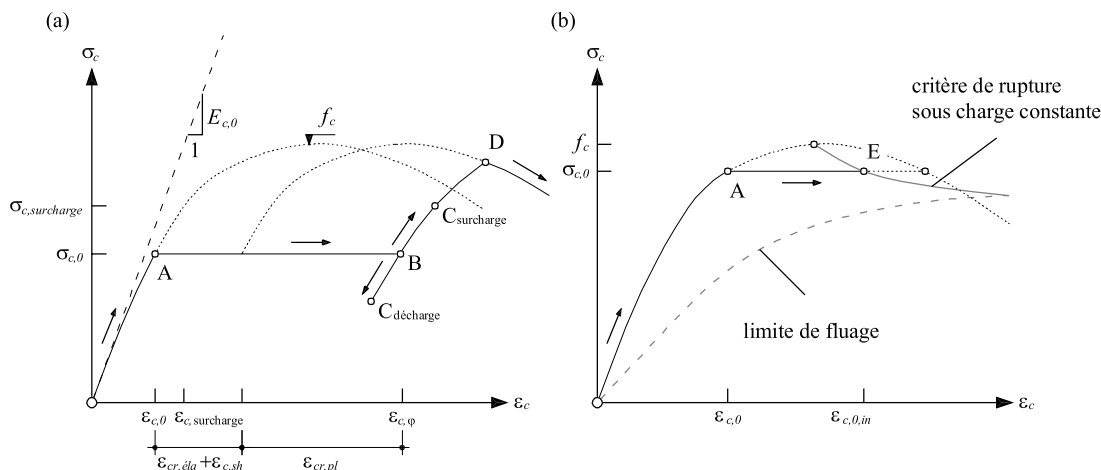 (a)
σc
Ec,0
1
fc
D
σc,surcharge
Csurcharge
σc,0
A
B
Cdécharge
εc,0
εc,surcharge
εc,φ
εc
εcr,éla+εc,sh
εcr,pl
(b)
σc
critère de rupture
sous charge constante
fc
E
σc,0
A
limite de fluage
εc,0
εc,0,in
εc